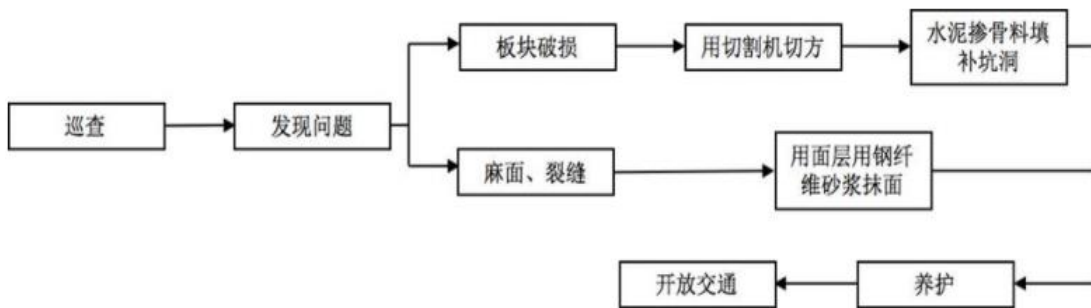 板块破损
用切割机切方
水泥掺骨料填
补坑洞
巡查
发现问题
麻面、裂缝
用面层用钢纤
维砂浆抹面
开放交通
养护